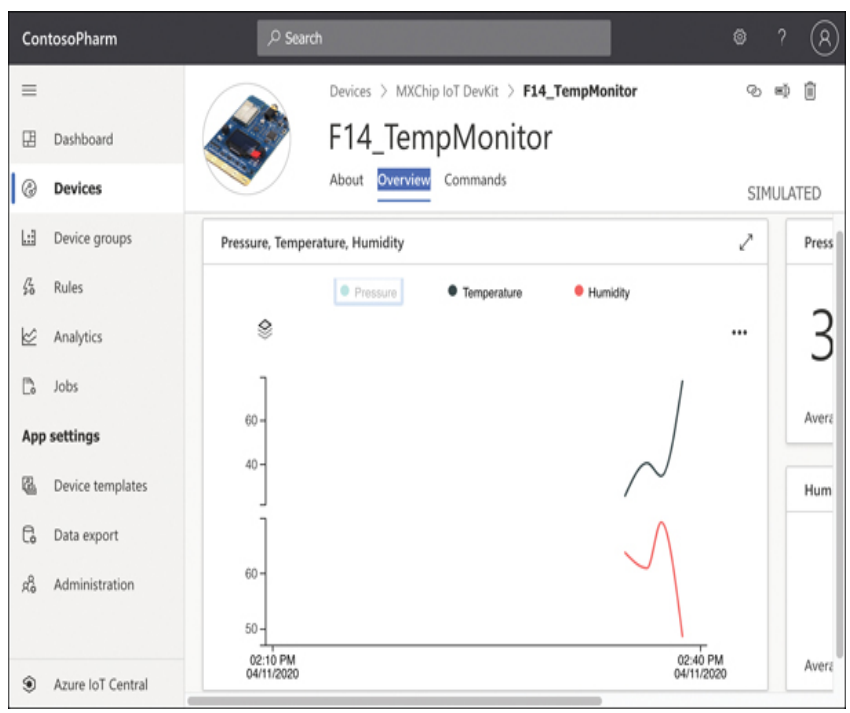 ContosoPharm
Search
?
Dashboard
Devices
Device groups
Rules
Analytics
Jobs
App settings
Device templates
Data export
Administration
Azure IoT Central
Devices > MXChip IoT DevKit > F14_TempMonitor
F14_TempMonitor
About Overview Commands
SIMULATED
Pressure, Temperature, Humidity
Pressure Temperature Humidity
60
40
60
50
02:10 PM
04/11/2020
02:40 PM
04/11/2020
Press
3
Avera
Hum
Avera